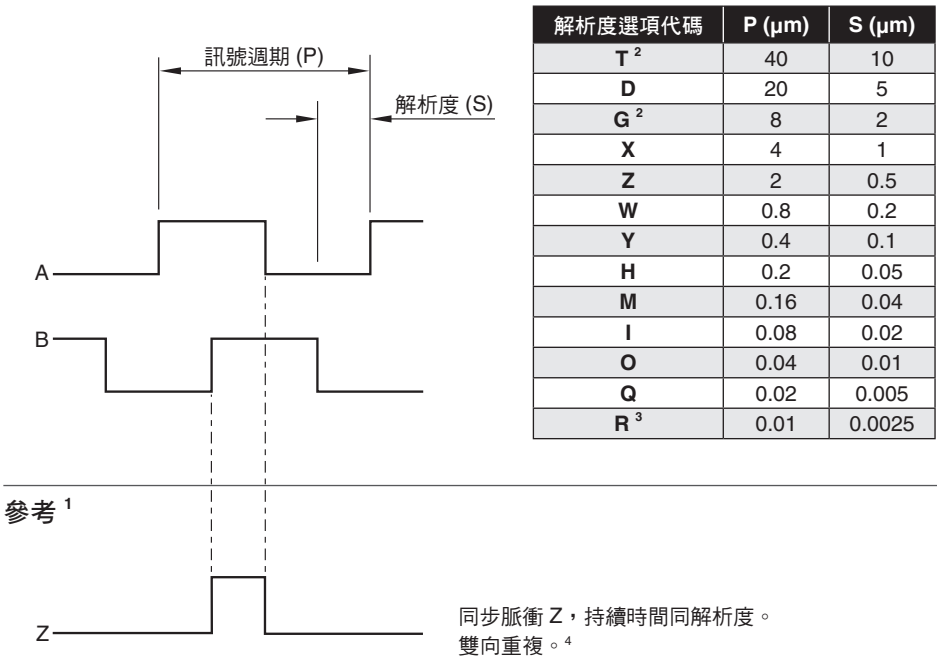 訊號週期 (P)
解析度 (S)
A
B
解析度選項代碼 P (µm) S (µm)
T ² 40 10
D 20 5
G ² 8 2
X 4 1
Z 2 0.5
W 0.8 0.2
Y 0.4 0.1
H 0.2 0.05
M 0.16 0.04
I 0.08 0.02
O 0.04 0.01
Q 0.02 0.005
R ³ 0.01 0.0025
參考 ¹
Z
同步脈衝 Z，持續時間同解析度。
雙向重複。⁴